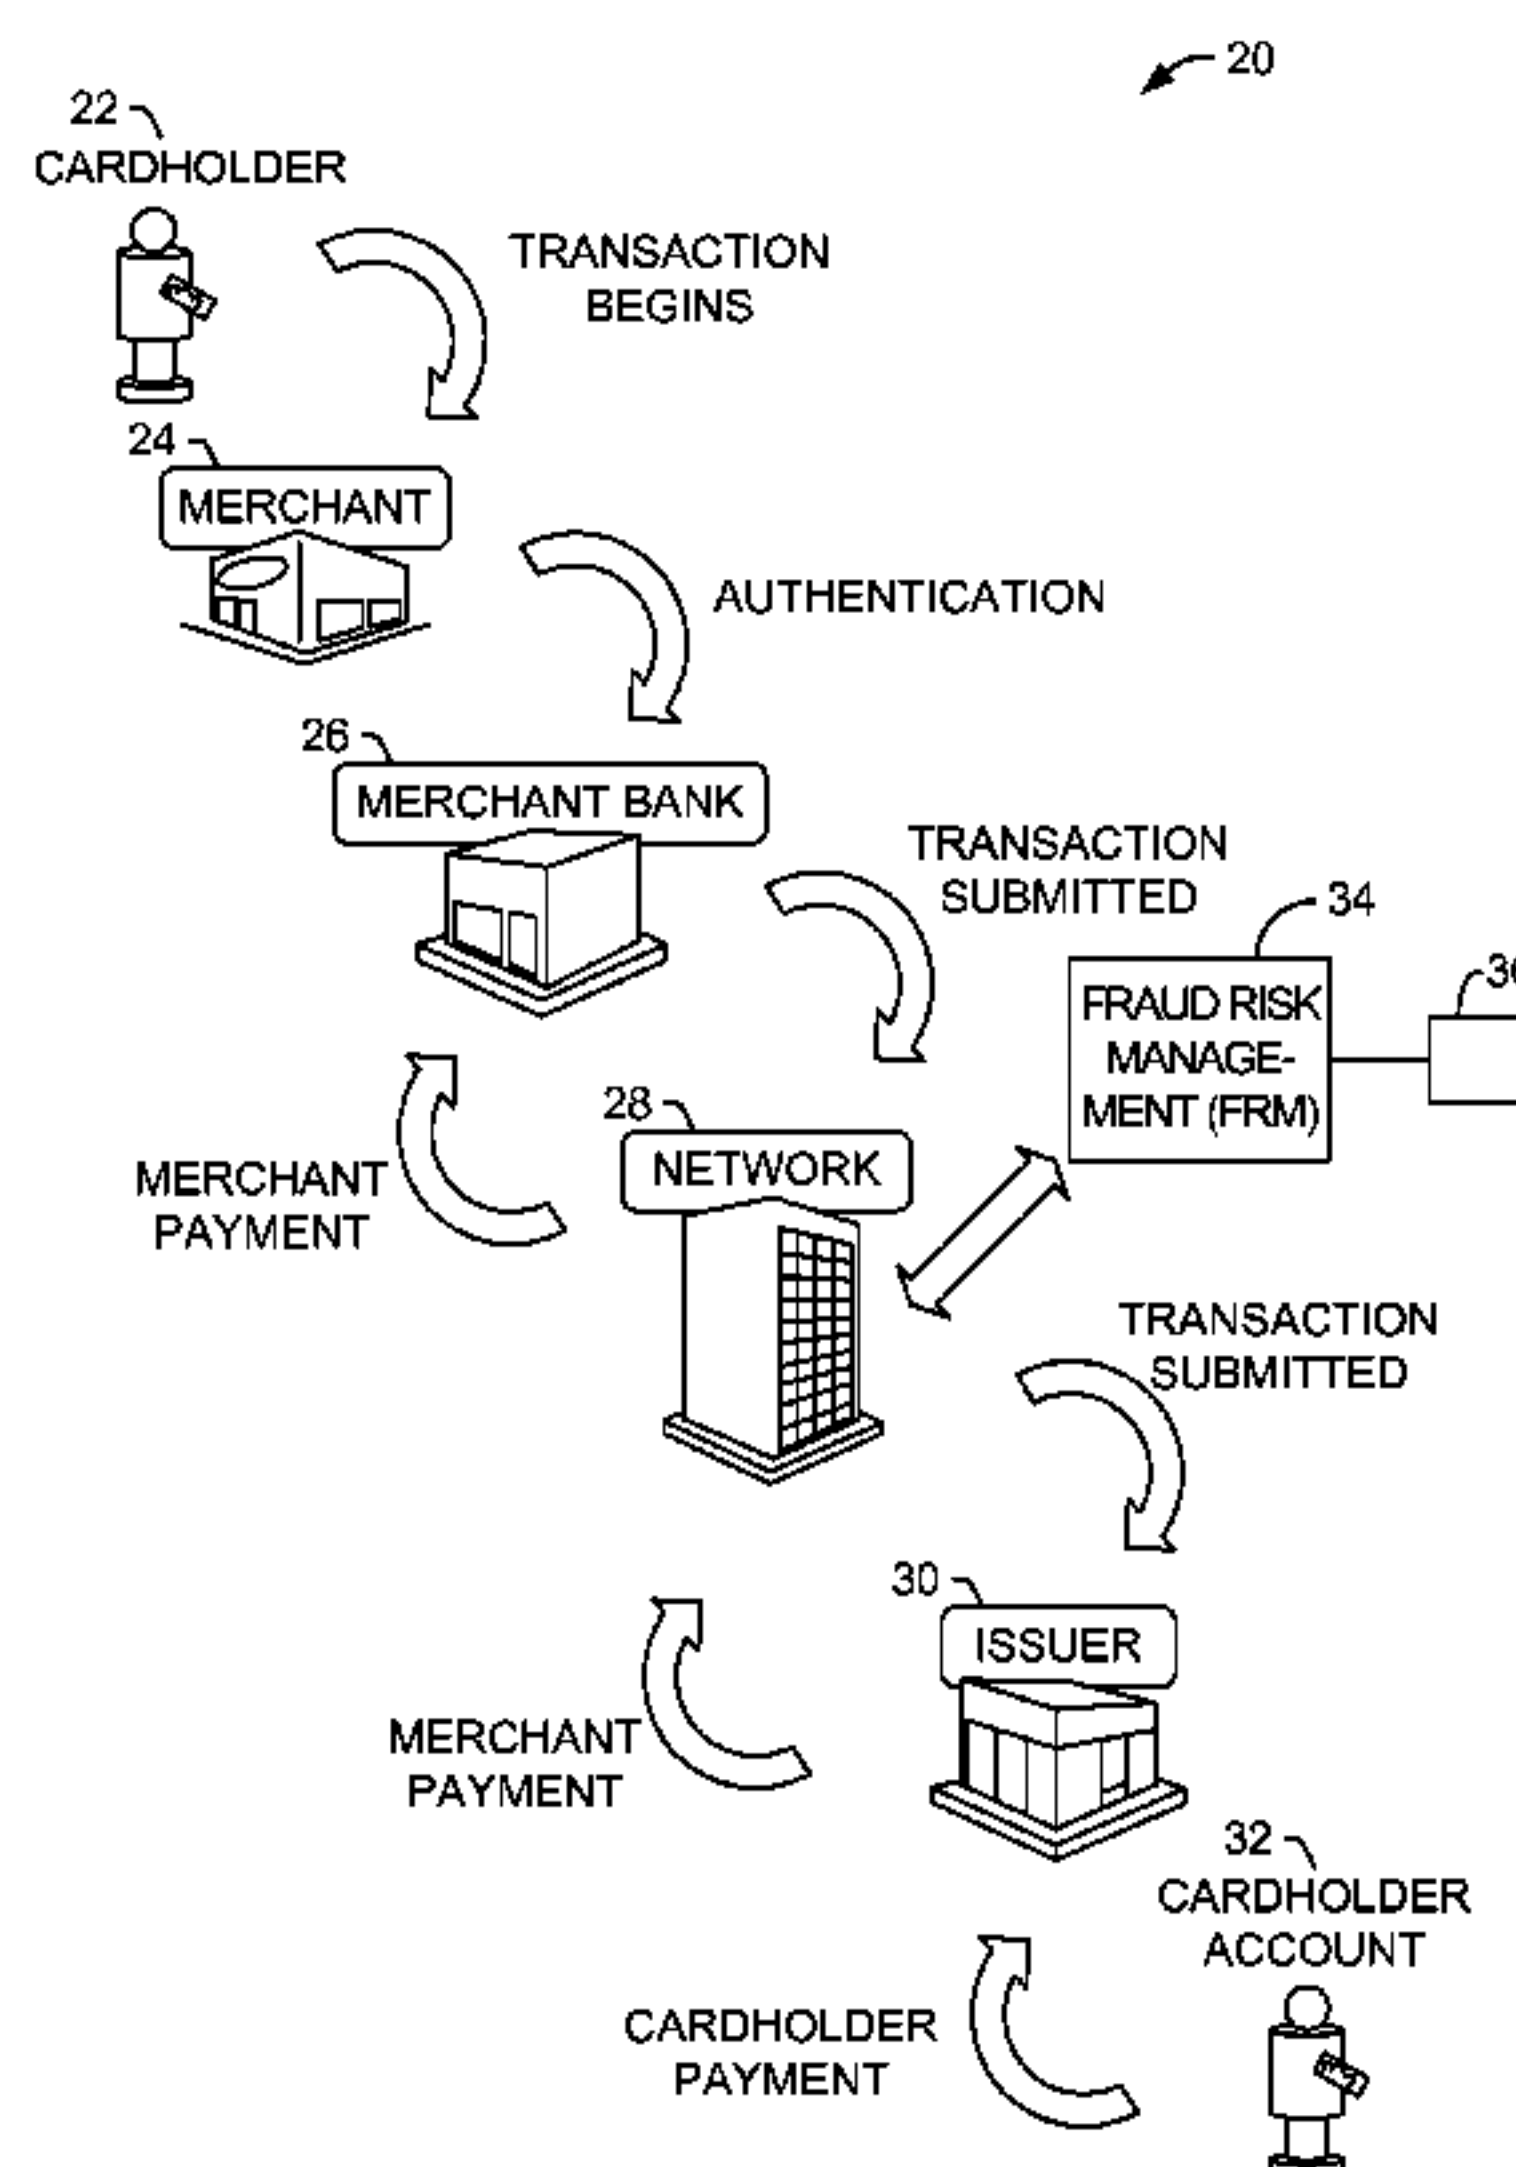 20
22
CARDHOLDER
TRANSACTION
BEGINS
24
MERCHANT
AUTHENTICATION
26
MERCHANT BANK
TRANSACTION
SUBMITTED
34
FRAUD RISK
MANAGE-
MENT (FRM)
28
NETWORK
MERCHANT
PAYMENT
TRANSACTION
SUBMITTED
30
ISSUER
MERCHANT
PAYMENT
32
CARDHOLDER
ACCOUNT
CARDHOLDER
PAYMENT